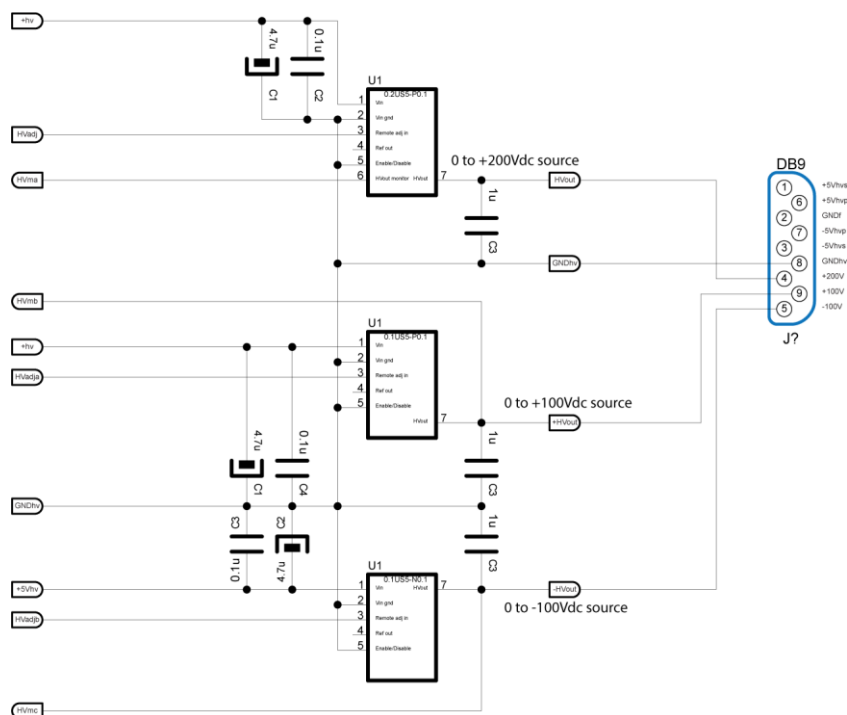 +hv
4.7u
0.1u
C1
C2
U1
0.2US5-P0.1
1 Vin
2 Vin gnd
HVadj
3 Remote adj in
4 Ref out
5 Enable/Disable
HVma
6 HVout monitor HVout 7
0 to +200Vdc source
HVout
1u
C3
GNDhv
DB9
1 +5Vhvs
6 +5Vhvp
2 GNDf
7 -5Vhvp
3 -5Vhvs
8 GNDhv
4 +200V
9 +100V
5 -100V
J?
HVmb
U1
0.1US5-P0.1
+hv
1 Vin
2 Vin gnd
HVadja
3 Remote adj in
4 Ref out
5 Enable/Disable
HVout 7
0 to +100Vdc source
+HVout
4.7u
0.1u
C1
C4
1u
C3
GNDhv
C3
0.1u
C2
4.7u
1u
C3
U1
0.1US5-N0.1
+5Vhv
1 Vin HVout 7
2 Vin gnd
HVadjb
3 Remote adj in
4 Ref out
5 Enable/Disable
-HVout
0 to -100Vdc source
HVmc